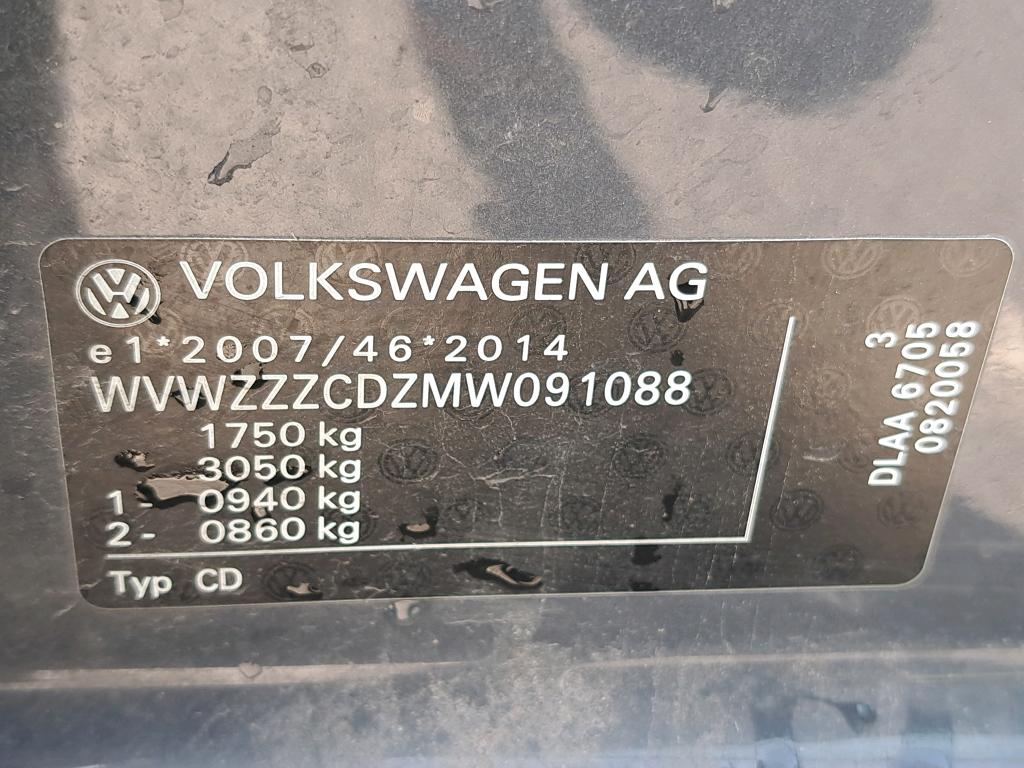 VOLKSWAGEN AG
e1*2007/46*2014
WVWZZZCDZMW091088
1750 kg
3050 kg
1- 0940 kg
2- 0860 kg
Typ CD
3
DLAA 6705
0820058